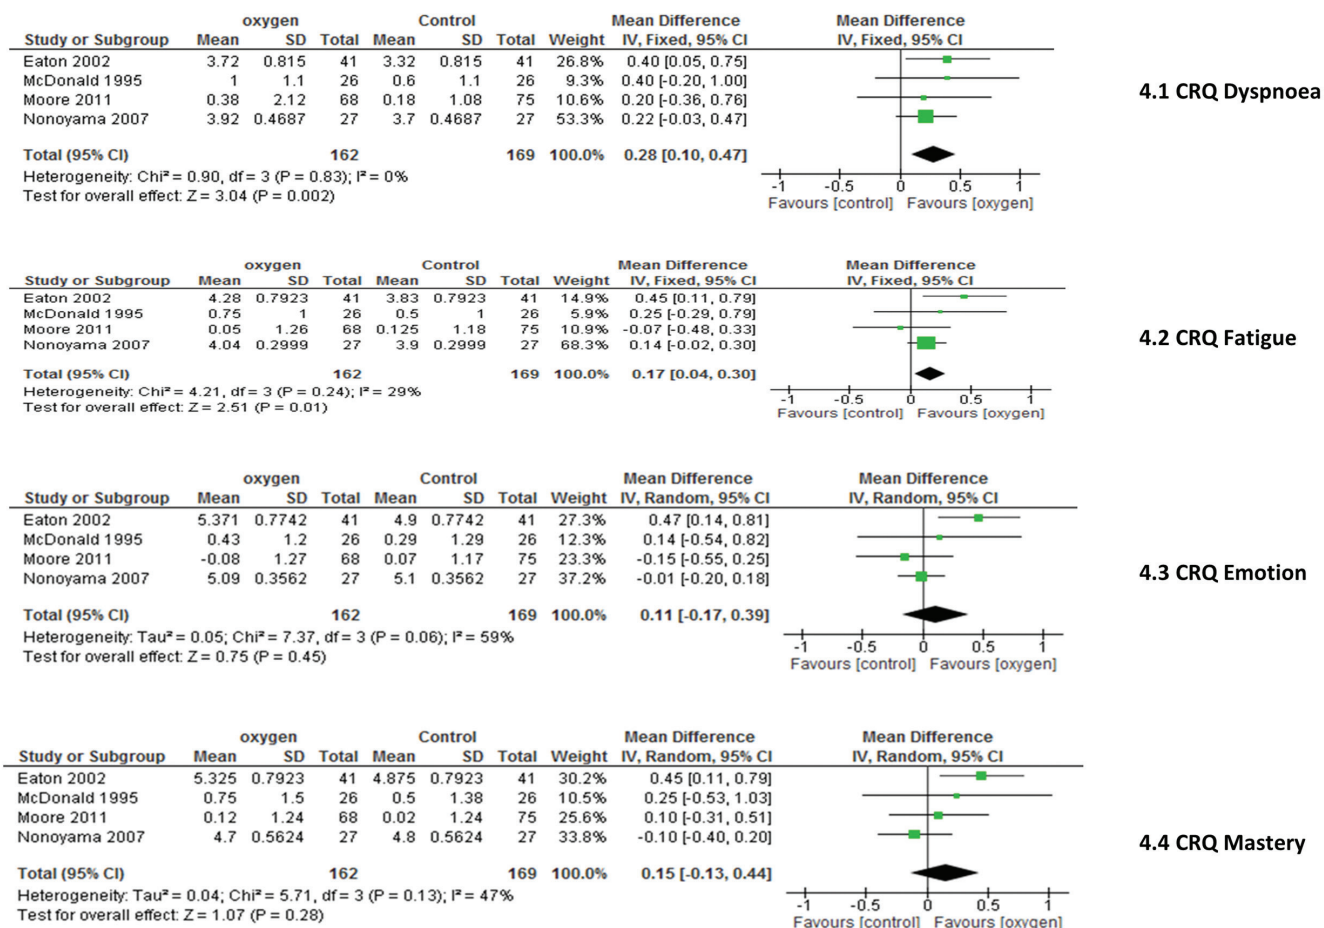 oxygen Control Mean Difference Mean Difference
Study or Subgroup Mean SD Total Mean SD Total Weight IV, Fixed, 95% CI IV, Fixed, 95% CI
Eaton 2002 3.72 0.815 41 3.32 0.815 41 26.8% 0.40 [0.05, 0.75]
McDonald 1995 1 1.1 26 0.6 1.1 26 9.3% 0.40 [-0.20, 1.00]
4.1 CRQ Dyspnoea
Moore 2011 0.38 2.12 68 0.18 1.08 75 10.6% 0.20 [-0.36, 0.76]
Nonoyama 2007 3.92 0.4687 27 3.7 0.4687 27 53.3% 0.22 [-0.03, 0.47]
Total (95% CI) 162 169 100.0% 0.28 [0.10, 0.47]
Heterogeneity: Chi² = 0.90, df = 3 (P = 0.83); I² = 0%
Test for overall effect: Z = 3.04 (P = 0.002)
-1 -0.5 0 0.5 1
Favours [control] Favours [oxygen]
oxygen Control Mean Difference Mean Difference
Study or Subgroup Mean SD Total Mean SD Total Weight IV, Fixed, 95% CI IV, Fixed, 95% CI
Eaton 2002 4.28 0.7923 41 3.83 0.7923 41 14.9% 0.45 [0.11, 0.79]
McDonald 1995 0.75 1 26 0.5 1 26 5.9% 0.25 [-0.29, 0.79]
Moore 2011 0.05 1.26 68 0.125 1.18 75 10.9% -0.07 [-0.48, 0.33]
4.2 CRQ Fatigue
Nonoyama 2007 4.04 0.2999 27 3.9 0.2999 27 68.3% 0.14 [-0.02, 0.30]
Total (95% CI) 162 169 100.0% 0.17 [0.04, 0.30]
Heterogeneity: Chi² = 4.21, df = 3 (P = 0.24); I² = 29%
Test for overall effect: Z = 2.51 (P = 0.01)
-1 -0.5 0 0.5 1
Favours [control] Favours [oxygen]
oxygen Control Mean Difference Mean Difference
Study or Subgroup Mean SD Total Mean SD Total Weight IV, Random, 95% CI IV, Random, 95% CI
Eaton 2002 5.371 0.7742 41 4.9 0.7742 41 27.3% 0.47 [0.14, 0.81]
McDonald 1995 0.43 1.2 26 0.29 1.29 26 12.3% 0.14 [-0.54, 0.82]
Moore 2011 -0.08 1.27 68 0.07 1.17 75 23.3% -0.15 [-0.55, 0.25]
4.3 CRQ Emotion
Nonoyama 2007 5.09 0.3562 27 5.1 0.3562 27 37.2% -0.01 [-0.20, 0.18]
Total (95% CI) 162 169 100.0% 0.11 [-0.17, 0.39]
Heterogeneity: Tau² = 0.05; Chi² = 7.37, df = 3 (P = 0.06); I² = 59%
Test for overall effect: Z = 0.75 (P = 0.45)
-1 -0.5 0 0.5 1
Favours [control] Favours [oxygen]
oxygen Control Mean Difference Mean Difference
Study or Subgroup Mean SD Total Mean SD Total Weight IV, Random, 95% CI IV, Random, 95% CI
Eaton 2002 5.325 0.7923 41 4.875 0.7923 41 30.2% 0.45 [0.11, 0.79]
McDonald 1995 0.75 1.5 26 0.5 1.38 26 10.5% 0.25 [-0.53, 1.03]
Moore 2011 0.12 1.24 68 0.02 1.24 75 25.6% 0.10 [-0.31, 0.51]
Nonoyama 2007 4.7 0.5624 27 4.8 0.5624 27 33.8% -0.10 [-0.40, 0.20]
4.4 CRQ Mastery
Total (95% CI) 162 169 100.0% 0.15 [-0.13, 0.44]
Heterogeneity: Tau² = 0.04; Chi² = 5.71, df = 3 (P = 0.13); I² = 47%
Test for overall effect: Z = 1.07 (P = 0.28)
-1 -0.5 0 0.5 1
Favours [control] Favours [oxygen]